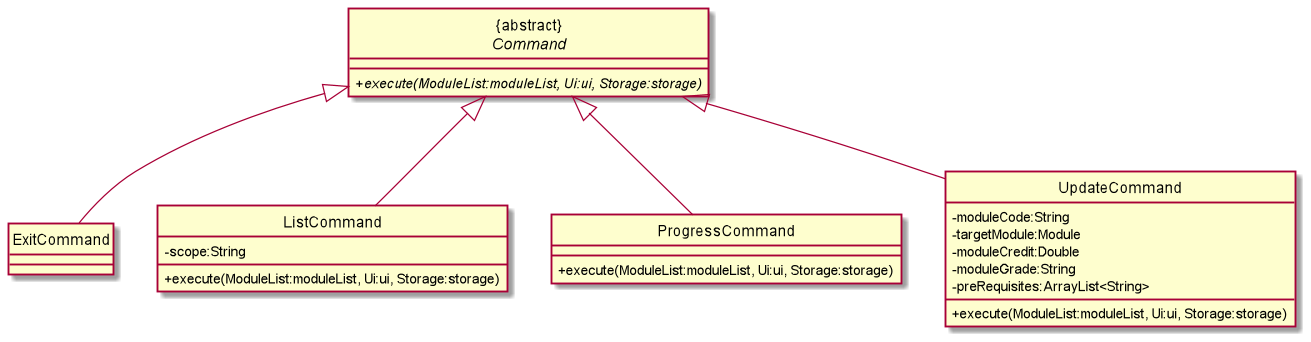 {abstract}
Command
+execute(ModuleList:moduleList, Ui:ui, Storage:storage)
ExitCommand
ListCommand
-scope:String
+execute(ModuleList:moduleList, Ui:ui, Storage:storage)
ProgressCommand
+execute(ModuleList:moduleList, Ui:ui, Storage:storage)
UpdateCommand
-moduleCode:String
-targetModule:Module
-moduleCredit:Double
-moduleGrade:String
-preRequisites:ArrayList<String>
+execute(ModuleList:moduleList, Ui:ui, Storage:storage)